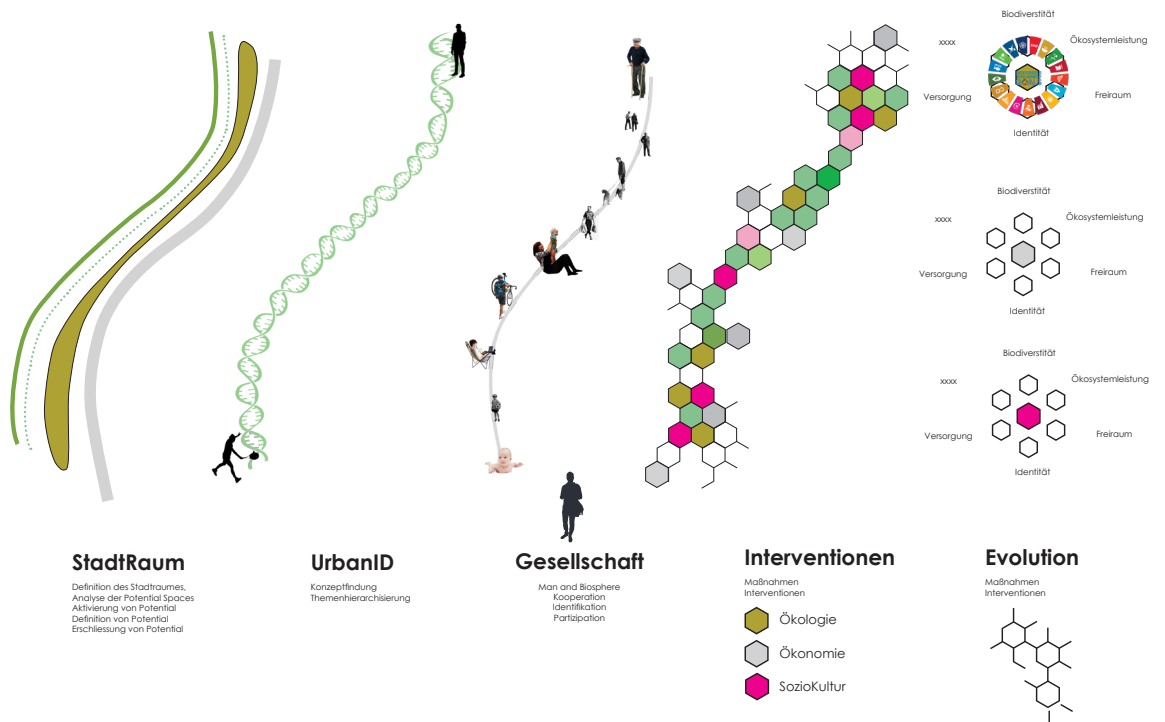 Biodiverstität
xxxx
Ökosystemleistung
Versorgung
Freiraum
Identität
Biodiverstität
xxxx
Ökosystemleistung
Versorgung
Freiraum
Identität
Biodiverstität
xxxx
Ökosystemleistung
Versorgung
Freiraum
Identität
StadtRaum
Definition des Stadtraumes,
Analyse der Potential Spaces
Aktivierung von Potential
Definition von Potential
Erschliessung von Potential
UrbanID
Konzeptfindung
Themenhierarchisierung
Gesellschaft
Man and Biosphere
Kooperation
Identifikation
Partizipation
Interventionen
Maßnahmen
Interventionen
Ökologie
Ökonomie
SozioKultur
Evolution
Maßnahmen
Interventionen